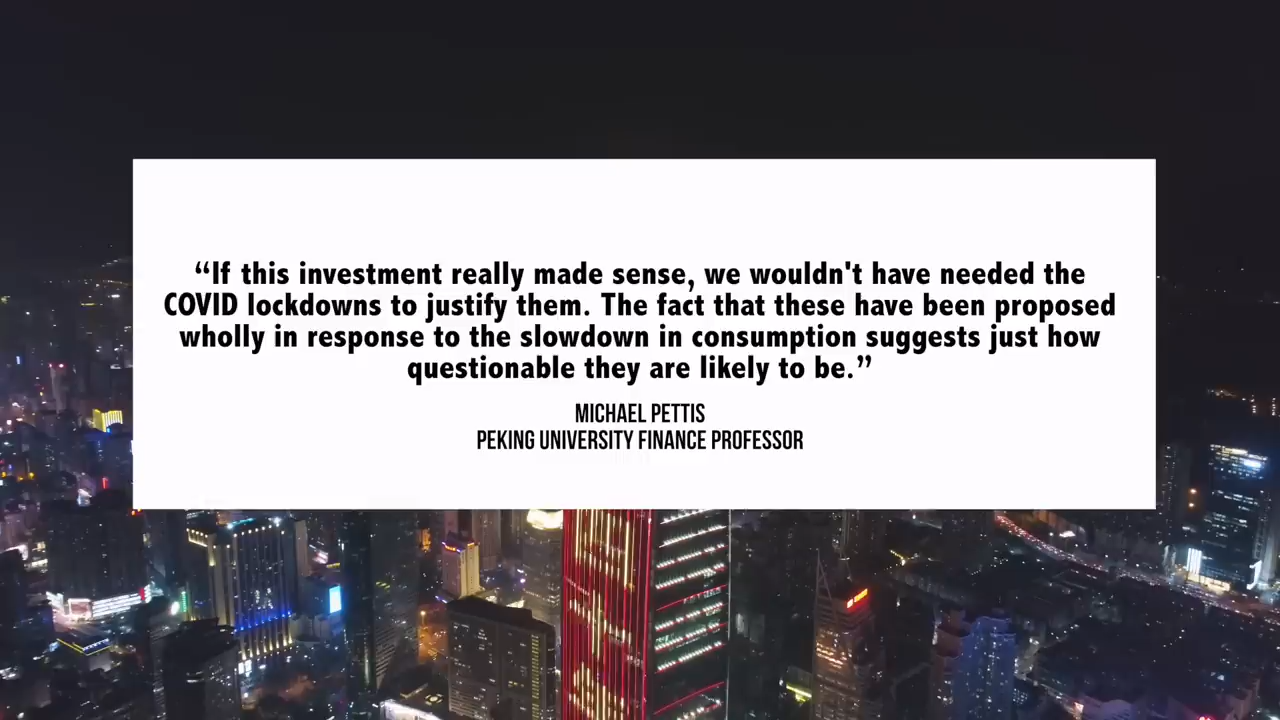 “If this investment really made sense, we wouldn't have needed the
COVID lockdowns to justify them. The fact that these have been proposed
wholly in response to the slowdown in consumption suggests just how
questionable they are likely to be.”
MICHAEL PETTIS
PEKING UNIVERSITY FINANCE PROFESSOR